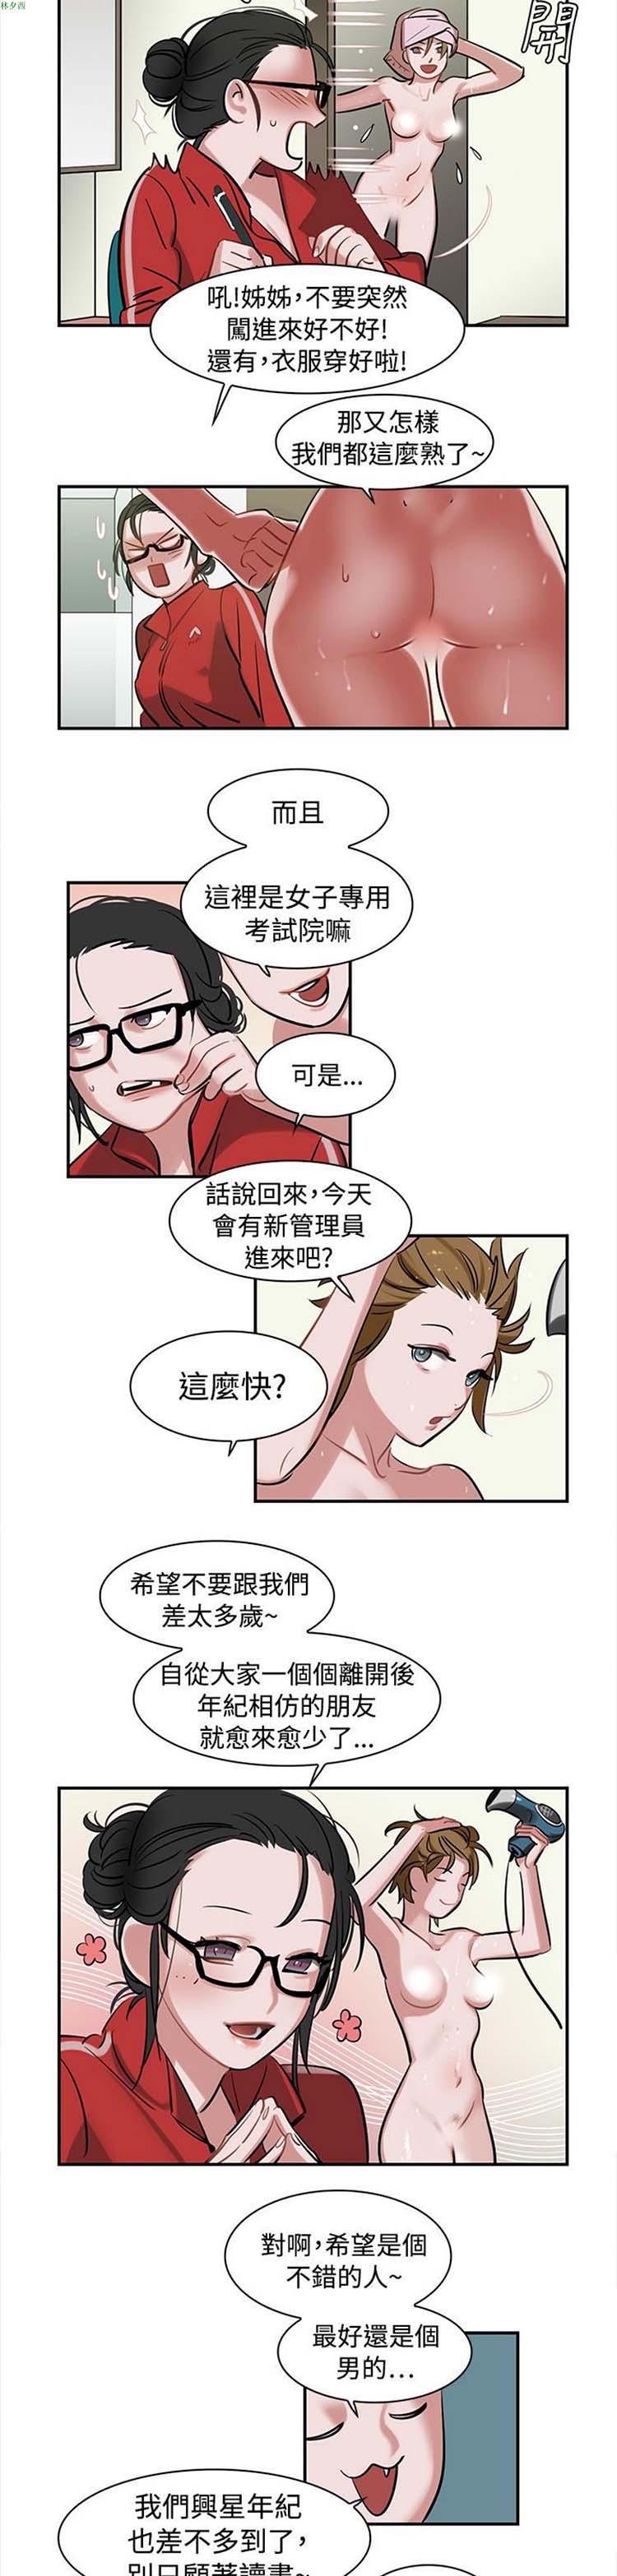 林夕西
開
吼!姊姊,不要突然
闖進來好不好!
還有,衣服穿好啦!
那又怎樣
我們都這麼熟了~
而且
這裡是女子專用
考試院嘛
可是...
話說回來,今天
會有新管理員
進來吧?
這麼快?
希望不要跟我們
差太多歲~
自從大家一個個離開後
年紀相仿的朋友
就愈來愈少了...
對啊,希望是個
不錯的人~
最好還是個
男的...
我們興星年紀
也差不多到了,
別只顧著讀書~